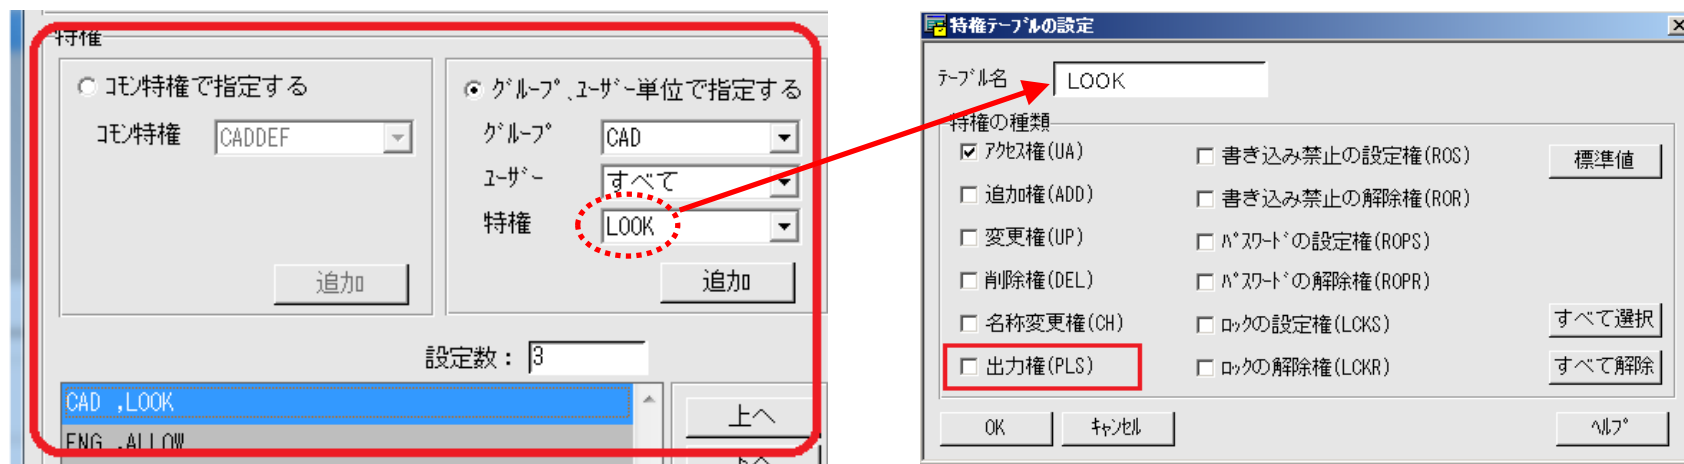 特権
コモン特権で指定する
コモン特権 CADDEF
追加
グループ、ユーザー単位で指定する
グループ CAD
ユーザー すべて
特権 LOOK
追加
設定数： 3
CAD ,LOOK
ENG ,ALLOW
上へ
下へ
特権テーブルの設定
テーブル名 LOOK
特権の種類
アクセス権(UA)
追加権(ADD)
変更権(UP)
削除権(DEL)
名称変更権(CH)
出力権(PLS)
書き込み禁止の設定権(ROS)
書き込み禁止の解除権(ROR)
パスワードの設定権(ROPS)
パスワードの解除権(ROPR)
ロックの設定権(LCKS)
ロックの解除権(LCKR)
標準値
すべて選択
すべて解除
OK
キャンセル
ヘルプ